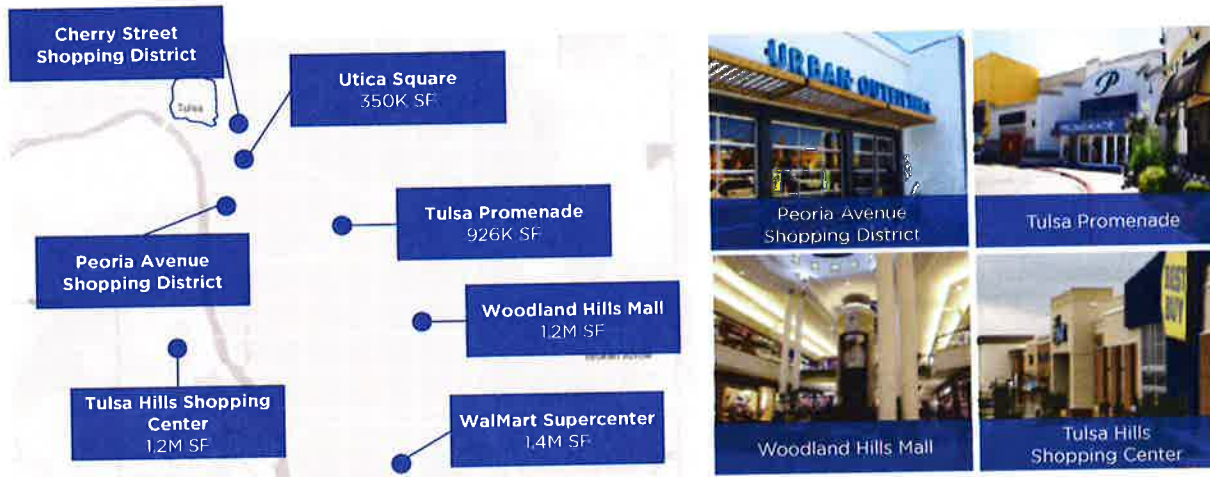 Cherry Street
Shopping District
Utica Square
350K SF
Tulsa
Tulsa Promenade
926K SF
Peoria Avenue
Shopping District
Woodland Hills Mall
1.2M SF
Tulsa Hills Shopping
Center
1.2M SF
WalMart Supercenter
1.4M SF
URBAN OUTFITTERS
Peoria Avenue
Shopping District
P
PROMENADE
Tulsa Promenade
Woodland Hills Mall
BEST
BUY
Tulsa Hills
Shopping Center